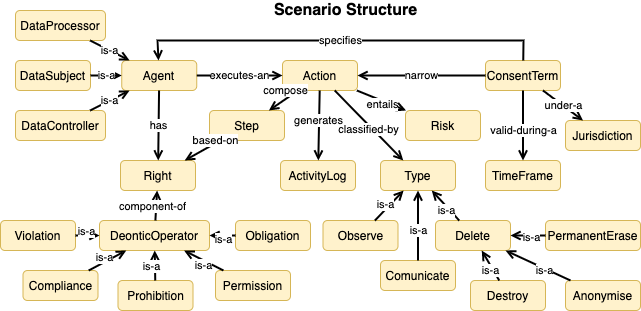 Scenario Structure
DataProcessor
specifies
is-a
DataSubject
is-a
Agent
executes-an
Action
narrow
ConsentTerm
is-a
compose
entails
under-a
DataController
has
Step
generates
classified-by
Risk
valid-during-a
Jurisdiction
based-on
Right
ActivityLog
Type
TimeFrame
component-of
is-a
is-a
Violation
is-a
DeonticOperator
is-a
Obligation
Observe
is-a
Delete
is-a
PermanentErase
is-a
is-a
is-a
is-a
is-a
Compliance
Prohibition
Permission
Comunicate
Destroy
Anonymise